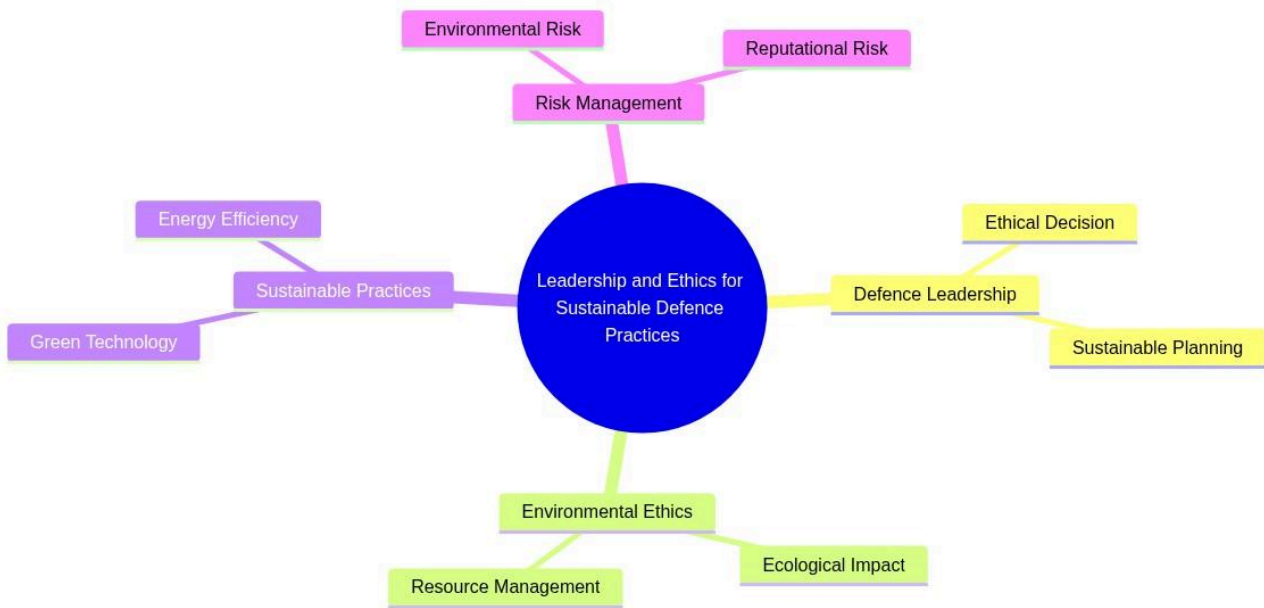 Environmental Risk
Reputational Risk
Risk Management
Energy Efficiency
Sustainable Practices
Green Technology
Leadership and Ethics for
Sustainable Defence
Practices
Ethical Decision
Defence Leadership
Sustainable Planning
Environmental Ethics
Ecological Impact
Resource Management